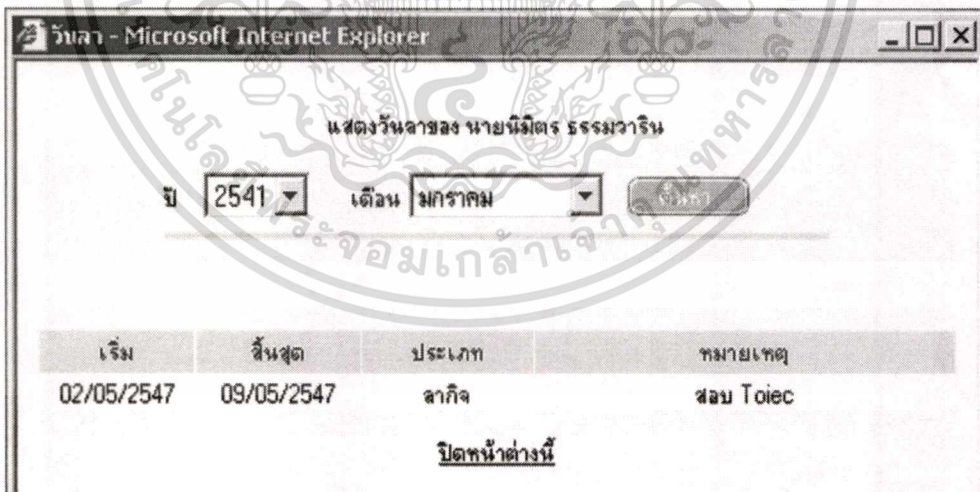 วันลา - Microsoft Internet Explorer
แสดงวันลาของ นายนิมิตร ธรรมวาริน
ปี 2541 เดือน มกราคม ค้นหา
เริ่ม สิ้นสุด ประเภท หมายเหตุ
02/05/2547 09/05/2547 ลากิจ สอบ Toiec
ปิดหน้าต่างนี้